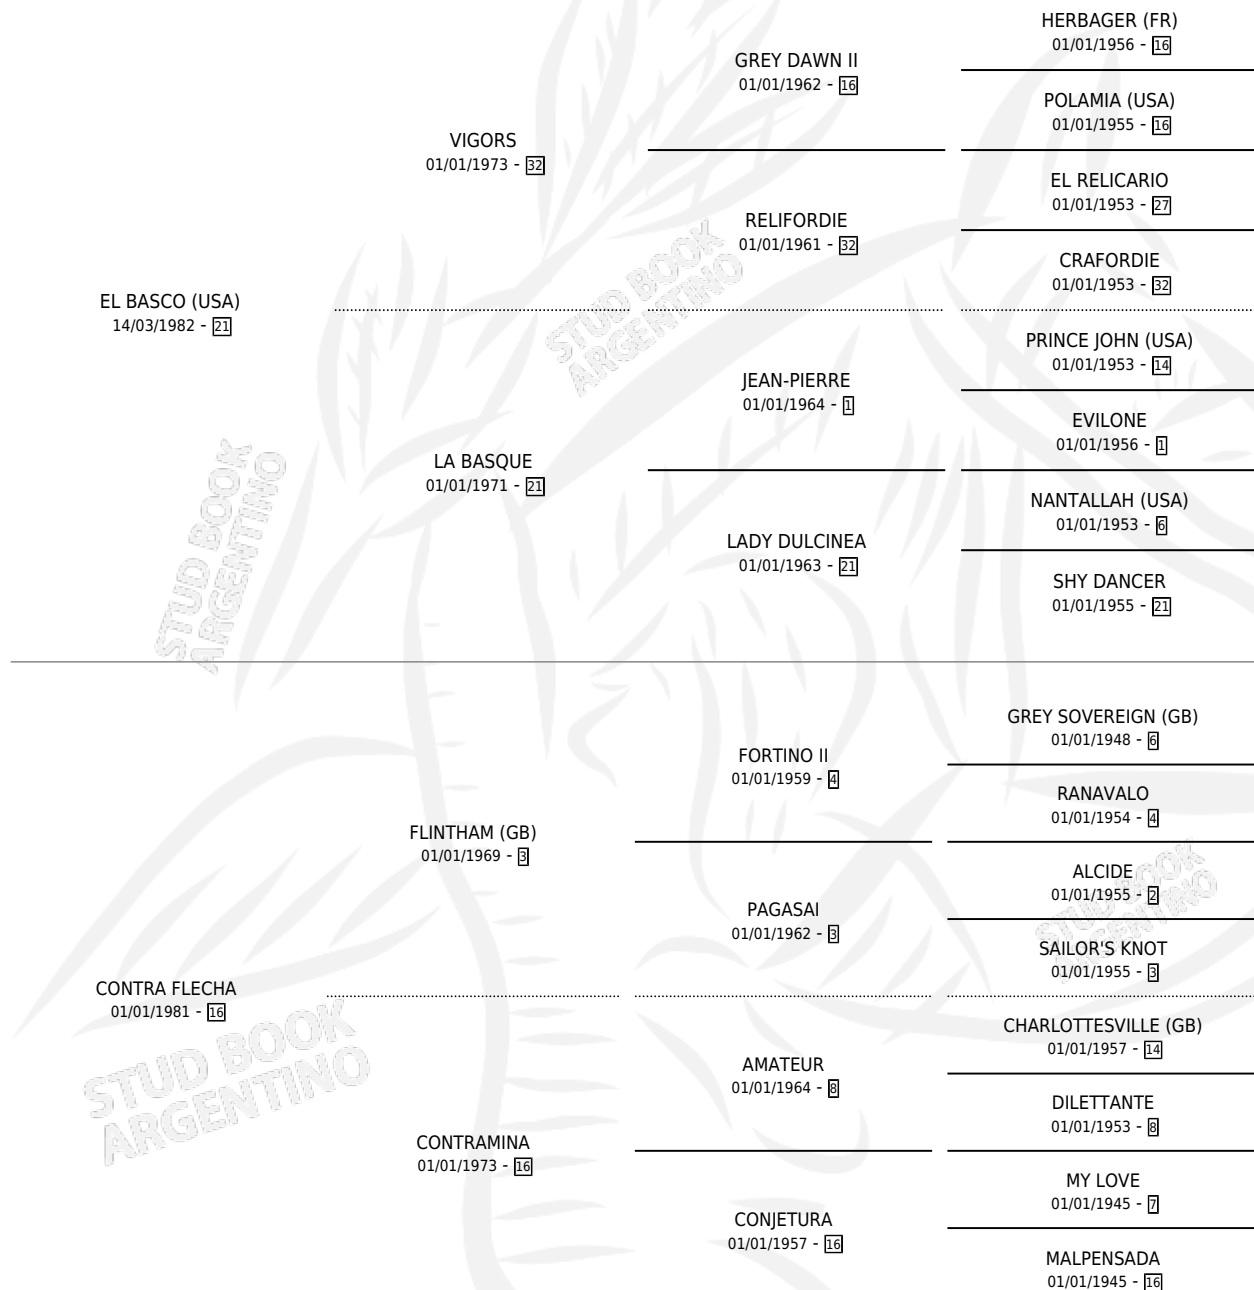 HERBAGER (FR)
01/01/1956 - 16
GREY DAWN II
01/01/1962 - 16
POLAMIA (USA)
01/01/1955 - 16
VIGORS
01/01/1973 - 32
EL RELICARIO
01/01/1953 - 27
RELIFORDIE
01/01/1961 - 32
CRAFORDIE
01/01/1953 - 32
EL BASCO (USA)
14/03/1982 - 21
PRINCE JOHN (USA)
01/01/1953 - 14
JEAN-PIERRE
01/01/1964 - 1
EVILONE
01/01/1956 - 1
LA BASQUE
01/01/1971 - 21
NANTALLAH (USA)
01/01/1953 - 6
LADY DULCINEA
01/01/1963 - 21
SHY DANCER
01/01/1955 - 21
GREY SOVEREIGN (GB)
01/01/1948 - 6
FORTINO II
01/01/1959 - 4
RANAVALO
01/01/1954 - 4
FLINTHAM (GB)
01/01/1969 - 3
ALCIDE
01/01/1955 - 2
PAGASAI
01/01/1962 - 3
SAILOR'S KNOT
01/01/1955 - 3
CONTRA FLECHA
01/01/1981 - 16
CHARLOTTESVILLE (GB)
01/01/1957 - 14
AMATEUR
01/01/1964 - 8
DILETTANTE
01/01/1953 - 8
CONTRAMINA
01/01/1973 - 16
MY LOVE
01/01/1945 - 7
CONJETURA
01/01/1957 - 16
MALPENSADA
01/01/1945 - 16
STUD BOOK
ARGENTINO
STUD BOOK
ARGENTINO
STUD BOOK
ARGENTINO
STUD BOOK
ARGENTINO